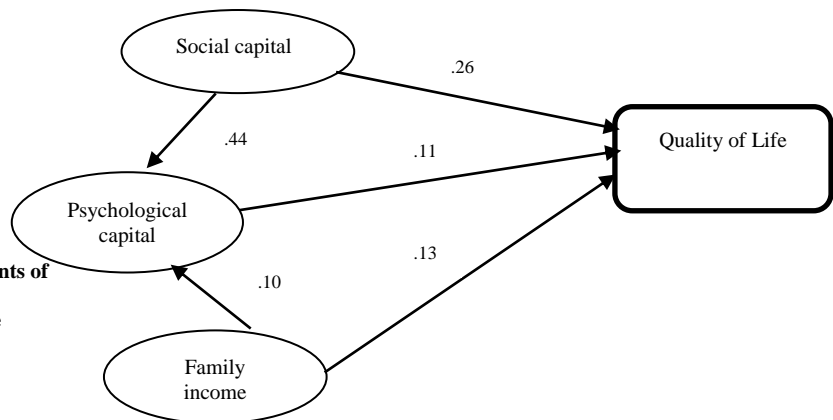 Social capital
.26
Quality of Life
.44
.11
Psychological
capital
.13
nts of
.10
Family
income